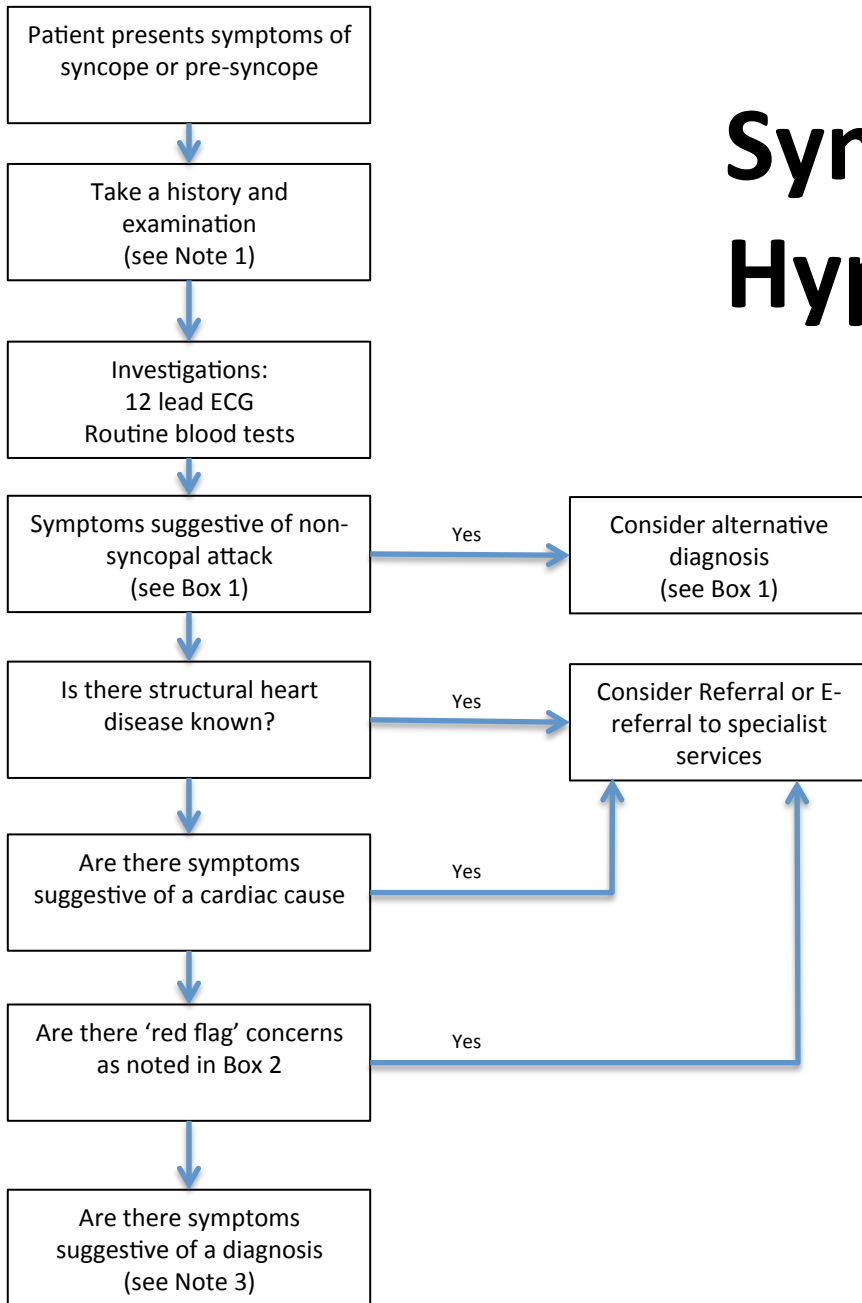 Patient presents symptoms of
syncope or pre-syncope
Take a history and
examination
(see Note 1)
Investigations:
12 lead ECG
Routine blood tests
Symptoms suggestive of non-
syncopal attack
(see Box 1)
Yes
Consider alternative
diagnosis
(see Box 1)
Is there structural heart
disease known?
Yes
Consider Referral or E-
referral to specialist
services
Are there symptoms
suggestive of a cardiac cause
Yes
Are there ‘red flag’ concerns
as noted in Box 2
Yes
Are there symptoms
suggestive of a diagnosis
(see Note 3)
Syn
Hyp